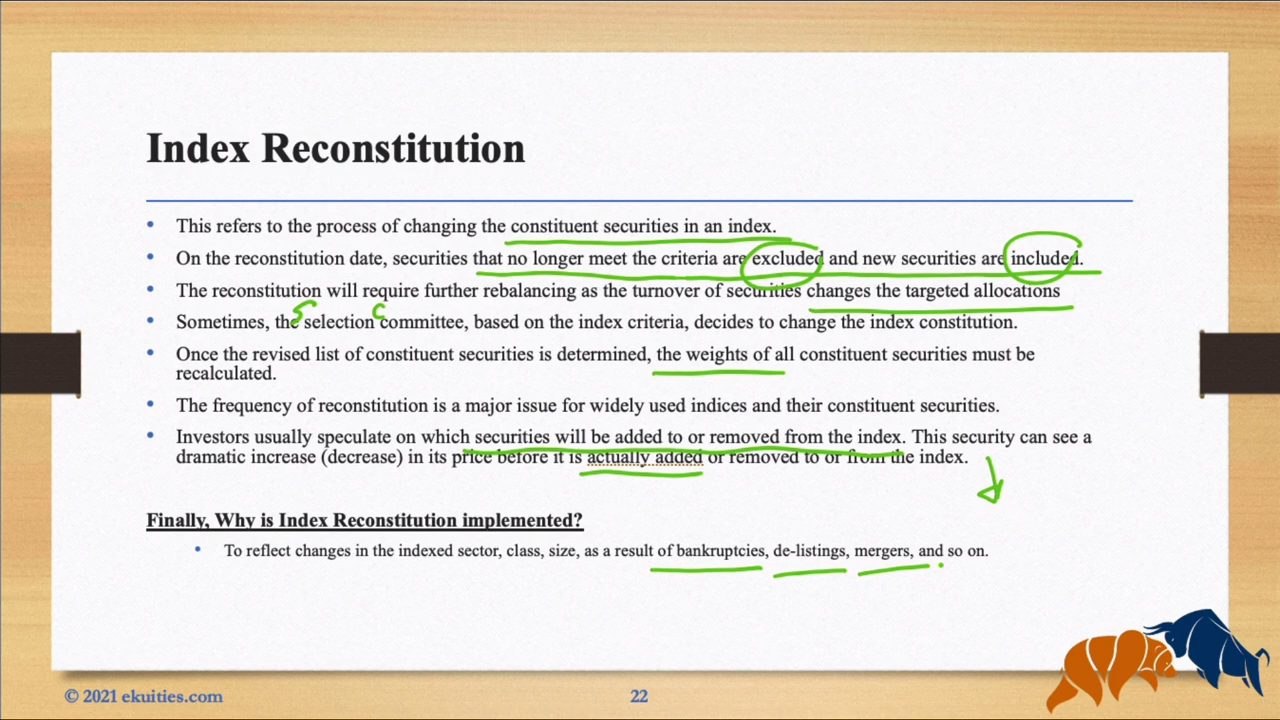 Index Reconstitution
• This refers to the process of changing the constituent securities in an index.
• On the reconstitution date, securities that no longer meet the criteria are excluded and new securities are included.
• The reconstitution will require further rebalancing as the turnover of securities changes the targeted allocations
S C
• Sometimes, the selection committee, based on the index criteria, decides to change the index constitution.
• Once the revised list of constituent securities is determined, the weights of all constituent securities must be
recalculated.
• The frequency of reconstitution is a major issue for widely used indices and their constituent securities.
• Investors usually speculate on which securities will be added to or removed from the index. This security can see a
dramatic increase (decrease) in its price before it is actually added or removed to or from the index.
Finally, Why is Index Reconstitution implemented?
• To reflect changes in the indexed sector, class, size, as a result of bankruptcies, de-listings, mergers, and so on.
© 2021 ekuities.com
22